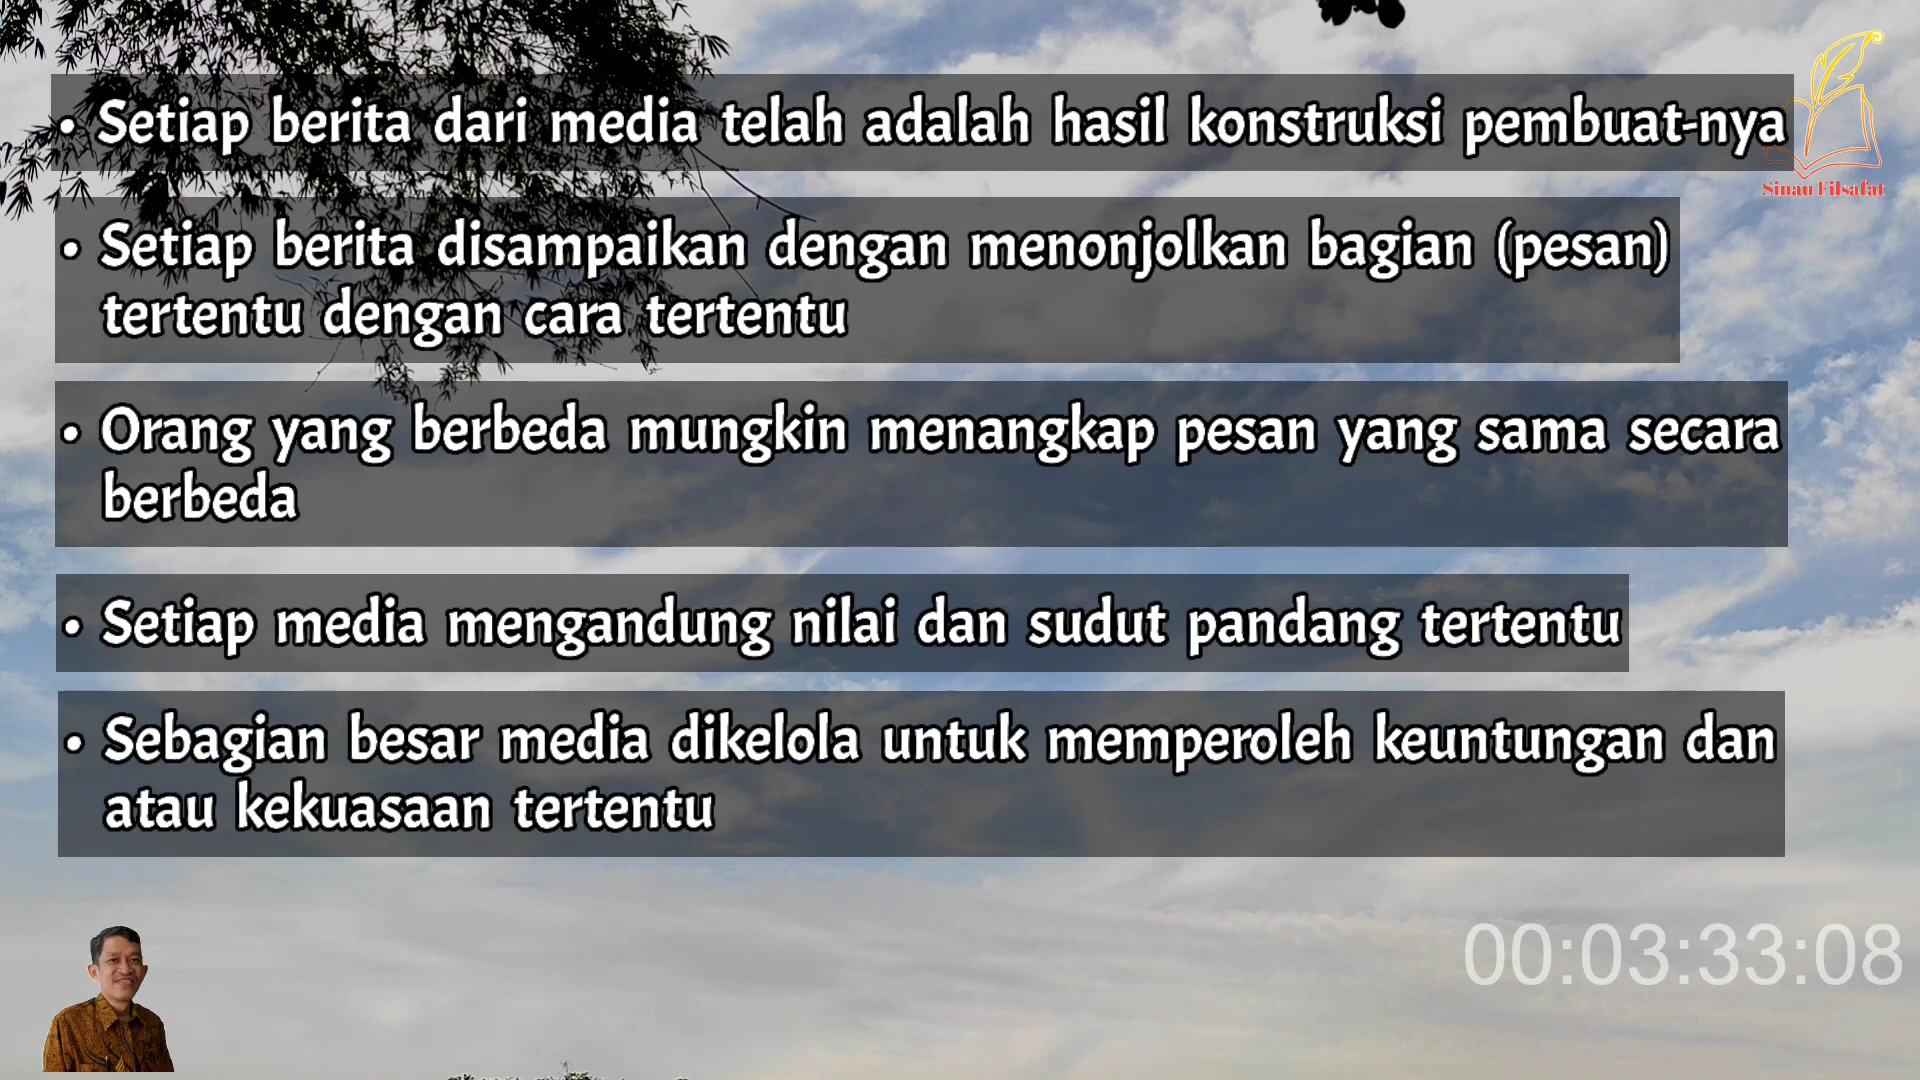 • Setiap berita dari media telah adalah hasil konstruksi pembuat-nya
Sinau Filsafat
• Setiap berita disampaikan dengan menonjolkan bagian (pesan)
tertentu dengan cara tertentu
• Orang yang berbeda mungkin menangkap pesan yang sama secara
berbeda
• Setiap media mengandung nilai dan sudut pandang tertentu
• Sebagian besar media dikelola untuk memperoleh keuntungan dan
atau kekuasaan tertentu
00:03:33:08